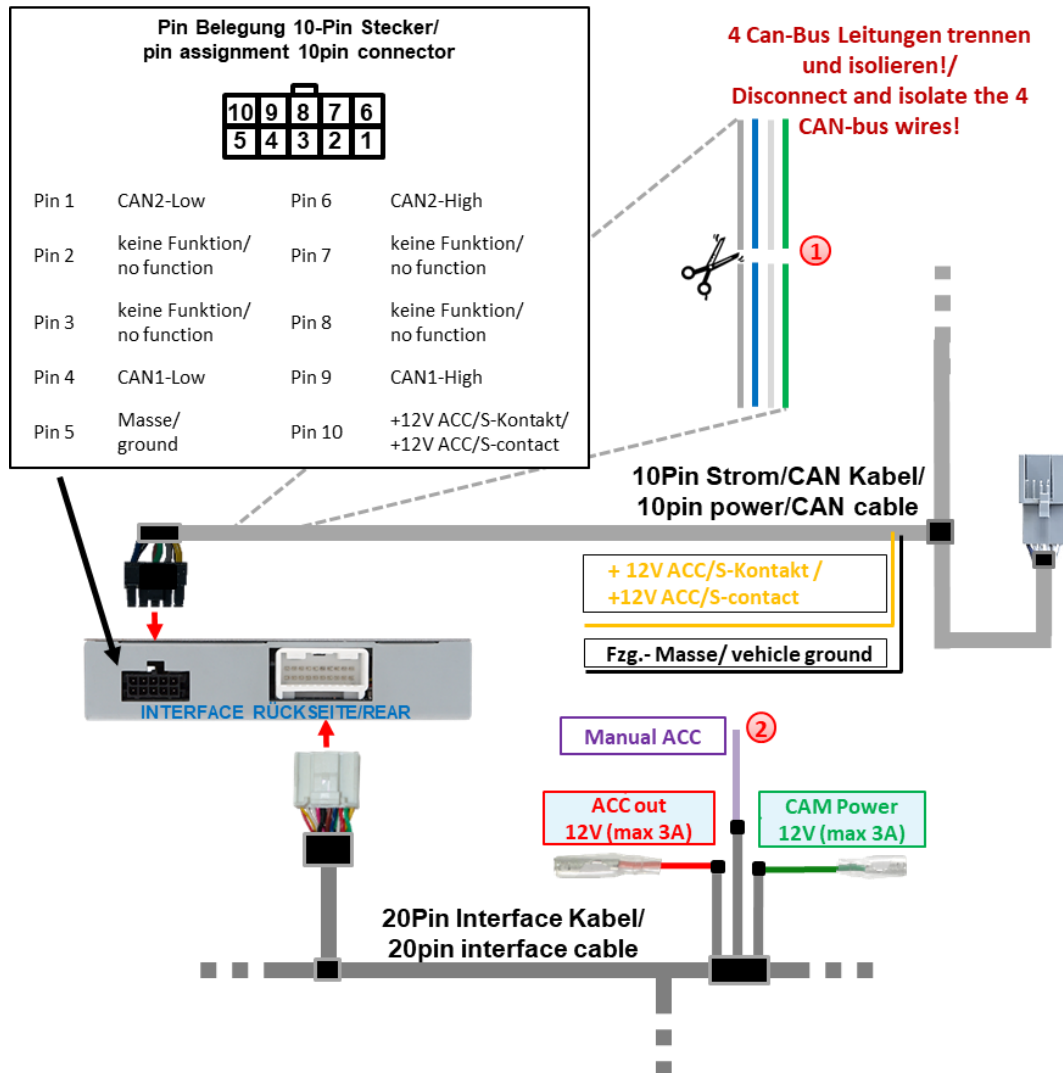 Pin Belegung 10-Pin Stecker/
pin assignment 10pin connector
10 9 8 7 6
5 4 3 2 1
Pin 1 CAN2-Low Pin 6 CAN2-High
Pin 2 keine Funktion/ no function Pin 7 keine Funktion/ no function
Pin 3 keine Funktion/ no function Pin 8 keine Funktion/ no function
Pin 4 CAN1-Low Pin 9 CAN1-High
Pin 5 Masse/ ground Pin 10 +12V ACC/S-Kontakt/ +12V ACC/S-contact
4 Can-Bus Leitungen trennen
und isolieren!/
Disconnect and isolate the 4
CAN-bus wires!
1
10Pin Strom/CAN Kabel/
10pin power/CAN cable
+ 12V ACC/S-Kontakt /
+12V ACC/S-contact
Fzg.- Masse/ vehicle ground
INTERFACE RÜCKSEITE/REAR
Manual ACC
2
ACC out
12V (max 3A)
CAM Power
12V (max 3A)
20Pin Interface Kabel/
20pin interface cable